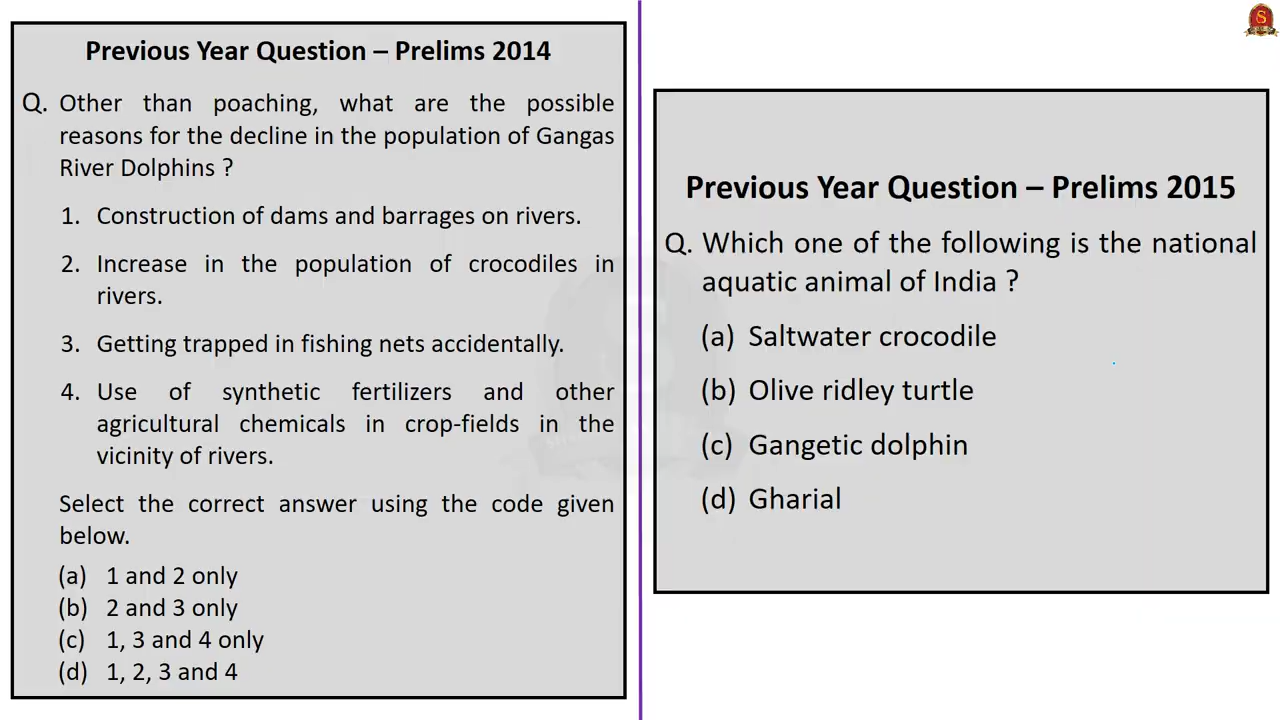 Previous Year Question – Prelims 2014
Q. Other than poaching, what are the possible
reasons for the decline in the population of Gangas
River Dolphins ?
1. Construction of dams and barrages on rivers.
2. Increase in the population of crocodiles in
rivers.
3. Getting trapped in fishing nets accidentally.
4. Use of synthetic fertilizers and other
agricultural chemicals in crop-fields in the
vicinity of rivers.
Select the correct answer using the code given
below.
(a) 1 and 2 only
(b) 2 and 3 only
(c) 1, 3 and 4 only
(d) 1, 2, 3 and 4
Previous Year Question – Prelims 2015
Q. Which one of the following is the national
aquatic animal of India ?
(a) Saltwater crocodile
(b) Olive ridley turtle
(c) Gangetic dolphin
(d) Gharial